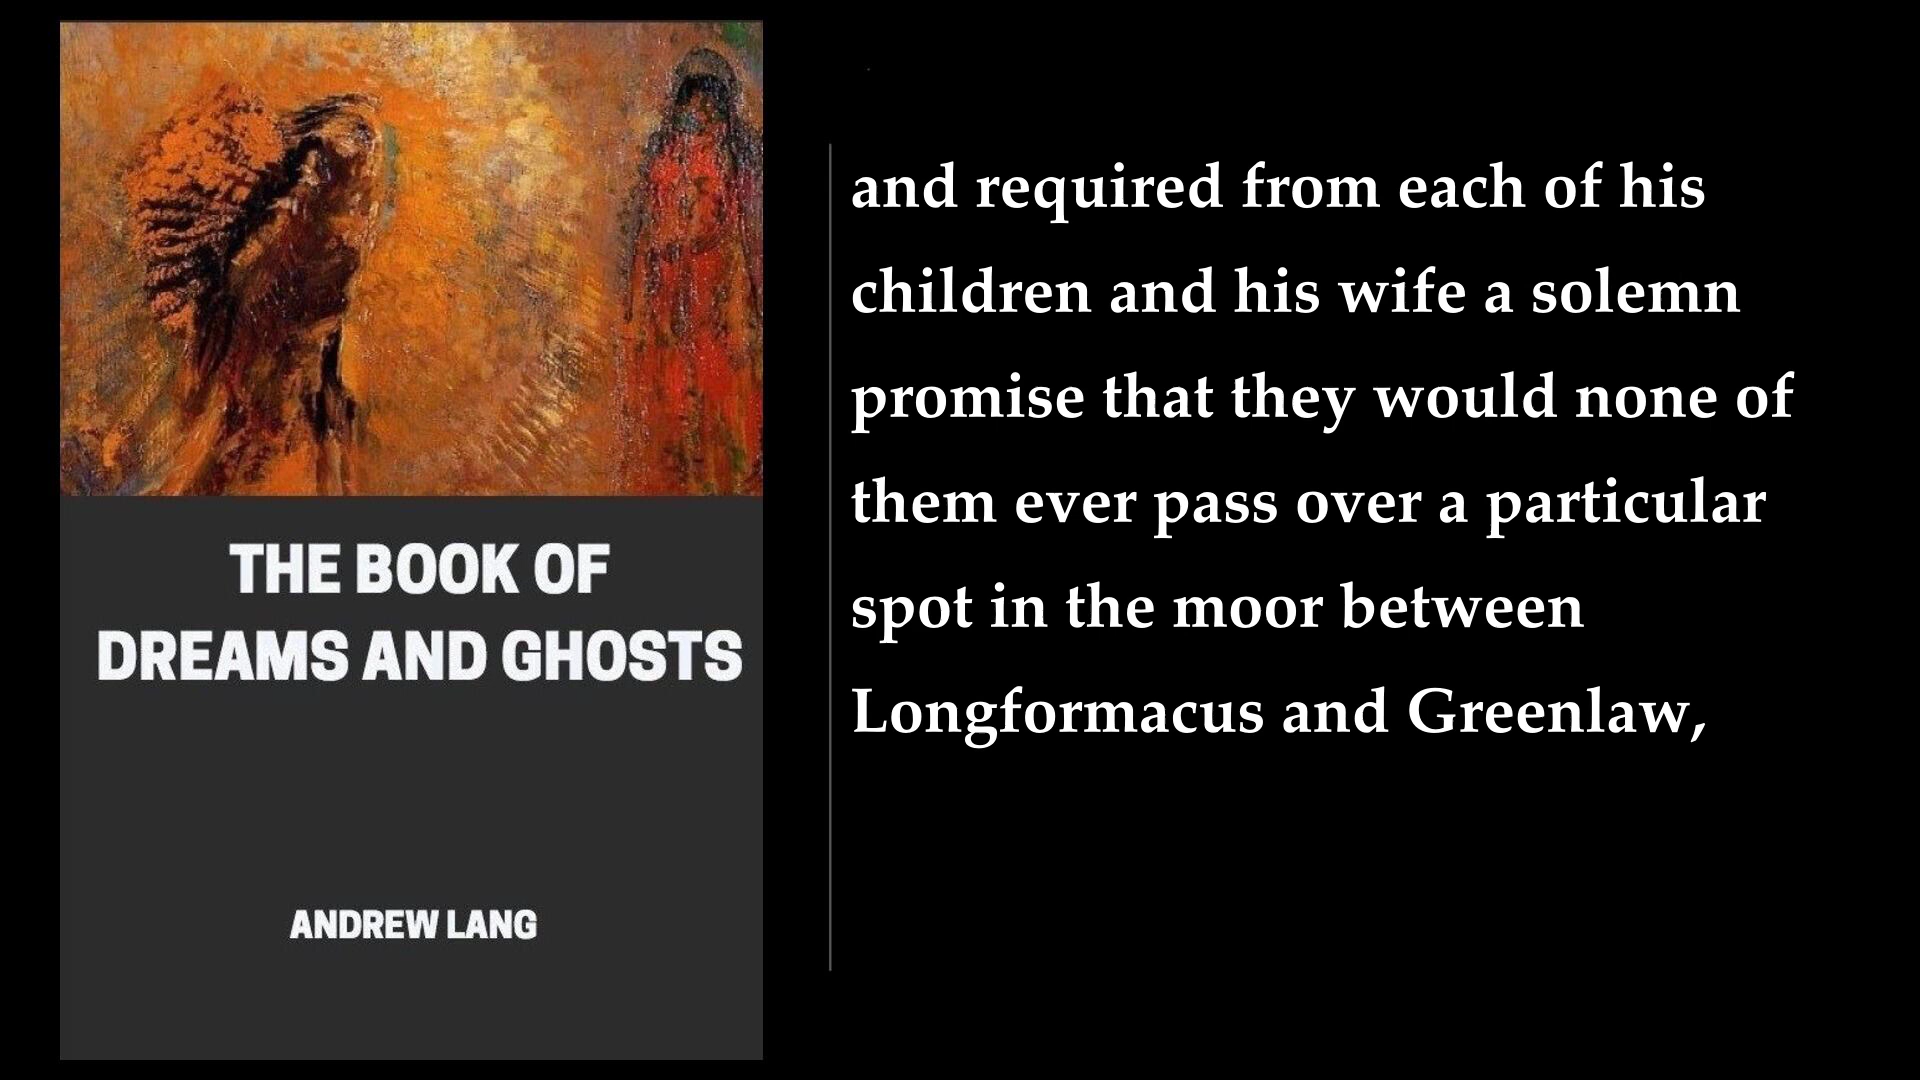 THE BOOK OF
DREAMS AND GHOSTS
ANDREW LANG
and required from each of his
children and his wife a solemn
promise that they would none of
them ever pass over a particular
spot in the moor between
Longformacus and Greenlaw,